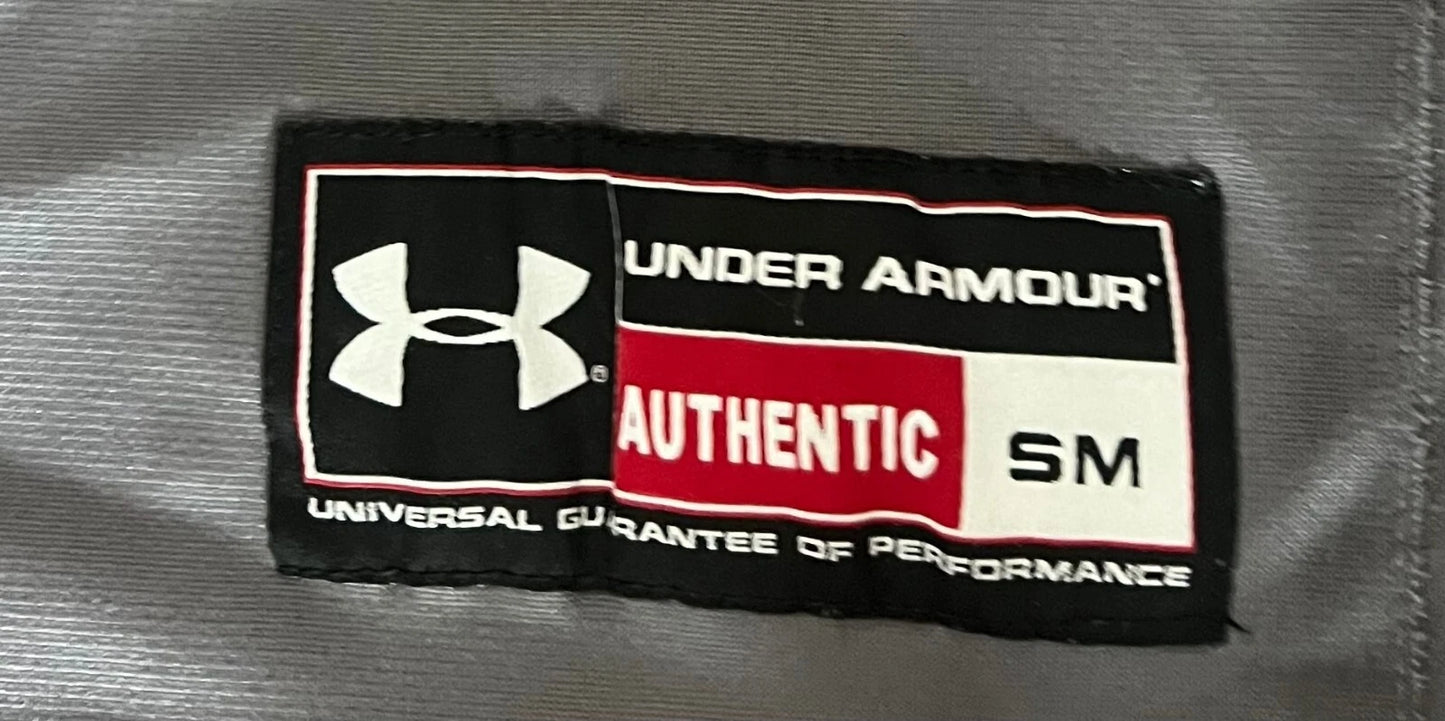 UNDER ARMOUR®
AUTHENTIC
SM
UNIVERSAL GUARANTEE OF PERFORMANCE